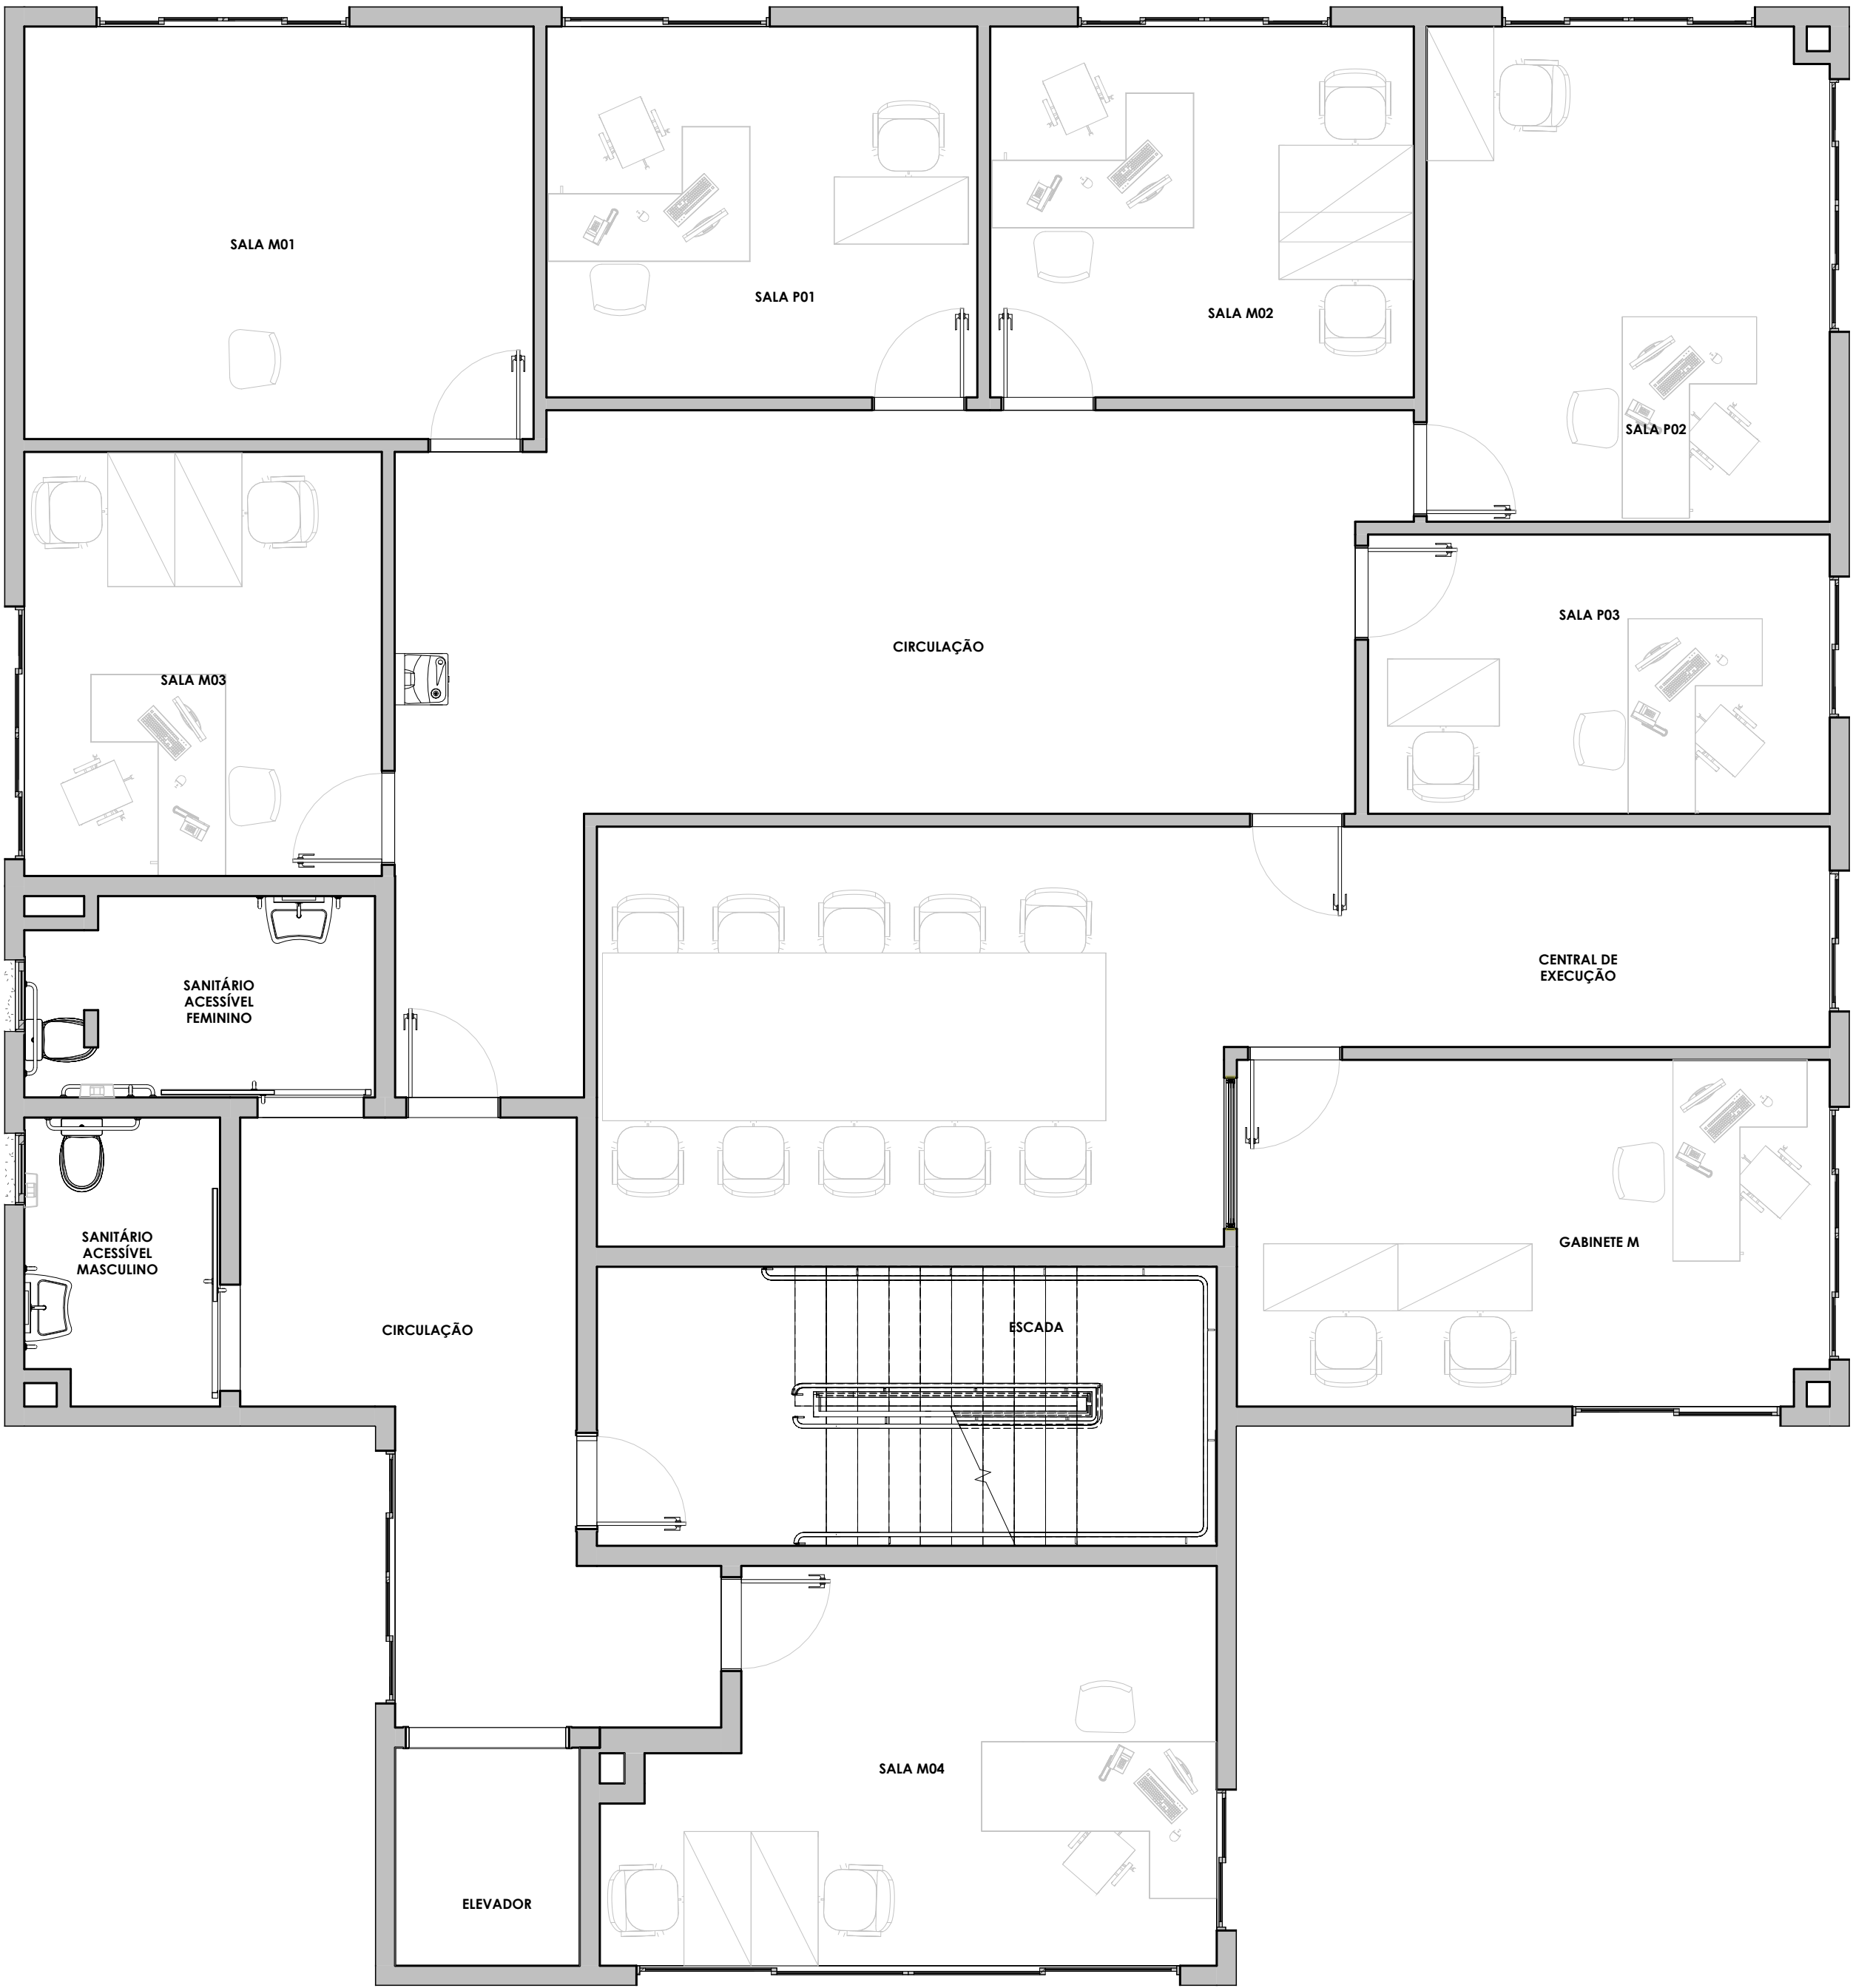 SALA M01
SALA P01
SALA M02
SALA P02
SALA P03
CIRCULAÇÃO
SALA M03
CENTRAL DE
EXECUÇÃO
SANITÁRIO
ACESSÍVEL
FEMININO
SANITÁRIO
ACESSÍVEL
MASCULINO
GABINETE M
CIRCULAÇÃO
ESCADA
SALA M04
ELEVADOR